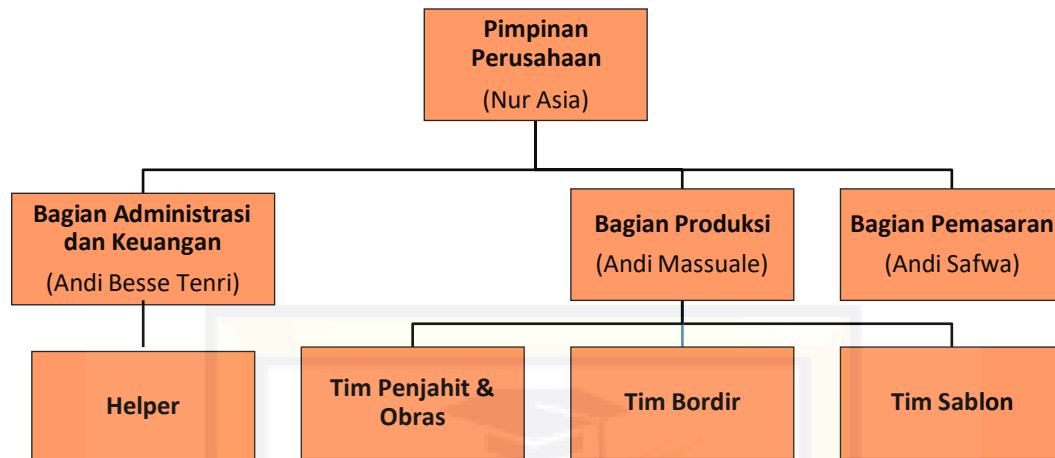 Pimpinan
Perusahaan
(Nur Asia)
Bagian Administrasi
dan Keuangan
(Andi Besse Tenri)
Bagian Produksi
(Andi Massuale)
Bagian Pemasaran
(Andi Safwa)
Helper
Tim Penjahit &
Obras
Tim Bordir
Tim Sablon